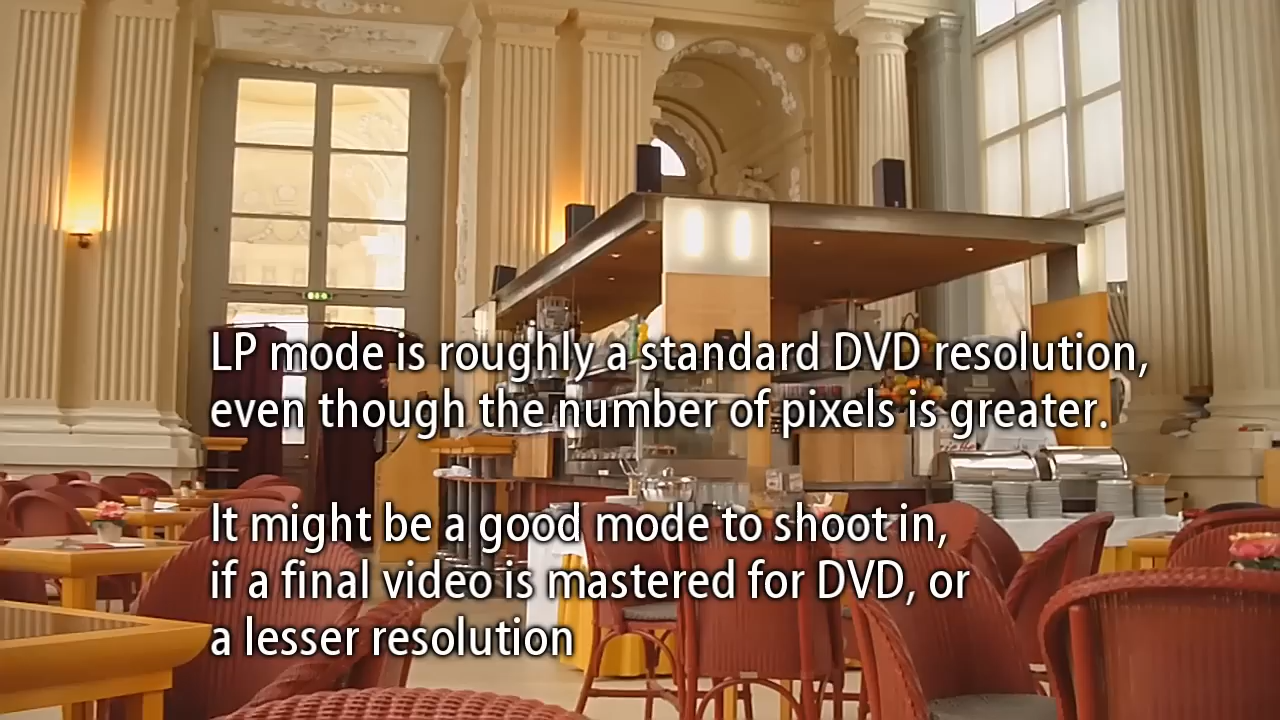 LP mode is roughly a standard DVD resolution,
even though the number of pixels is greater.
It might be a good mode to shoot in,
if a final video is mastered for DVD, or
a lesser resolution